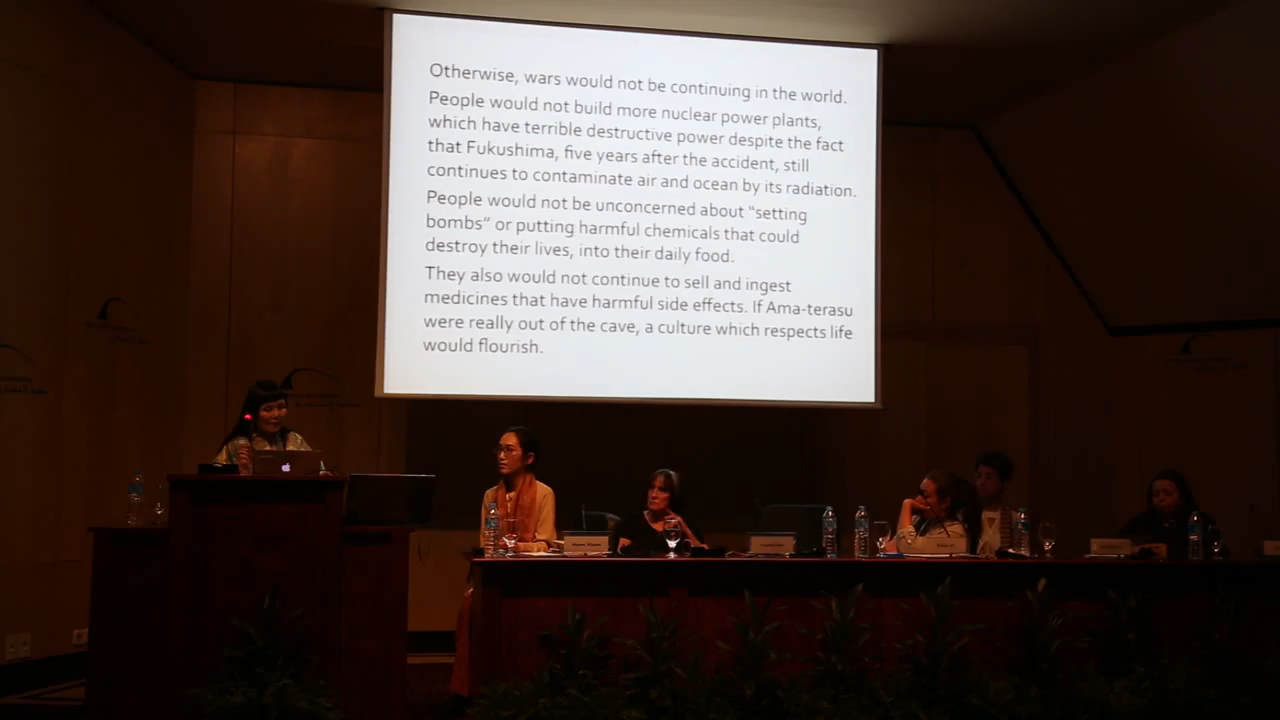 Otherwise, wars would not be continuing in the world.
People would not build more nuclear power plants,
which have terrible destructive power despite the fact
that Fukushima, five years after the accident, still
continues to contaminate air and ocean by its radiation.
People would not be unconcerned about “setting
bombs” or putting harmful chemicals that could
destroy their lives, into their daily food.
They also would not continue to sell and ingest
medicines that have harmful side effects. If Ama-terasu
were really out of the cave, a culture which respects life
would flourish.